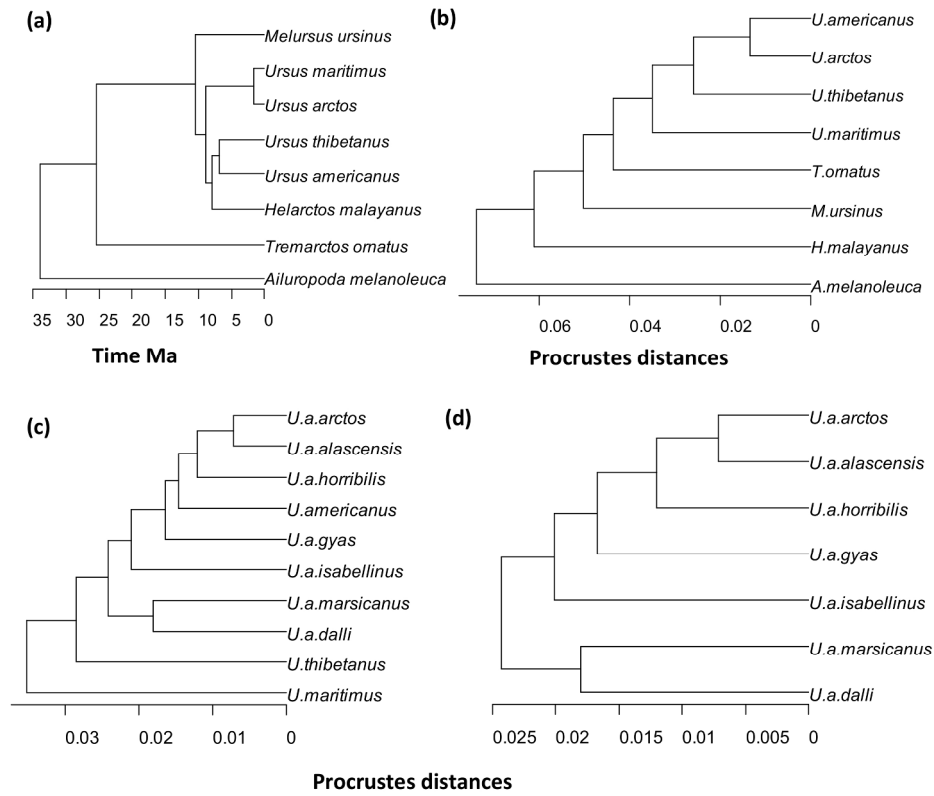 (a)
Melursus ursinus
Ursus maritimus
Ursus arctos
Ursus thibetanus
Ursus americanus
Helarctos malayanus
Tremarctos ornatus
Ailuropoda melanoleuca
35 30 25 20 15 10 5 0
Time Ma
(b)
U.americanus
U.arctos
U.thibetanus
U.maritimus
T.ornatus
M.ursinus
H.malayanus
A.melanoleuca
0.06 0.04 0.02 0
Procrustes distances
(c)
U.a.arctos
U.a.alascensis
U.a.horribilis
U.americanus
U.a.gyas
U.a.isabellinus
U.a.marsicanus
U.a.dalli
U.thibetanus
U.maritimus
0.03 0.02 0.01 0
(d)
U.a.arctos
U.a.alascensis
U.a.horribilis
U.a.gyas
U.a.isabellinus
U.a.marsicanus
U.a.dalli
0.025 0.02 0.015 0.01 0.005 0
Procrustes distances